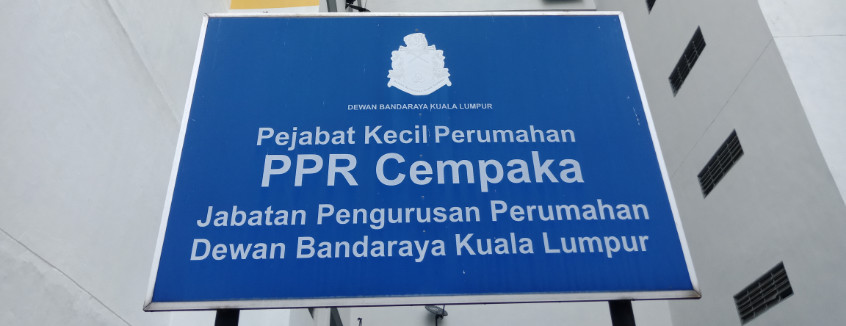 DEWAN BANDARAYA KUALA LUMPUR
Pejabat Kecil Perumahan
PPR Cempaka
Jabatan Pengurusan Perumahan
Dewan Bandaraya Kuala Lumpur